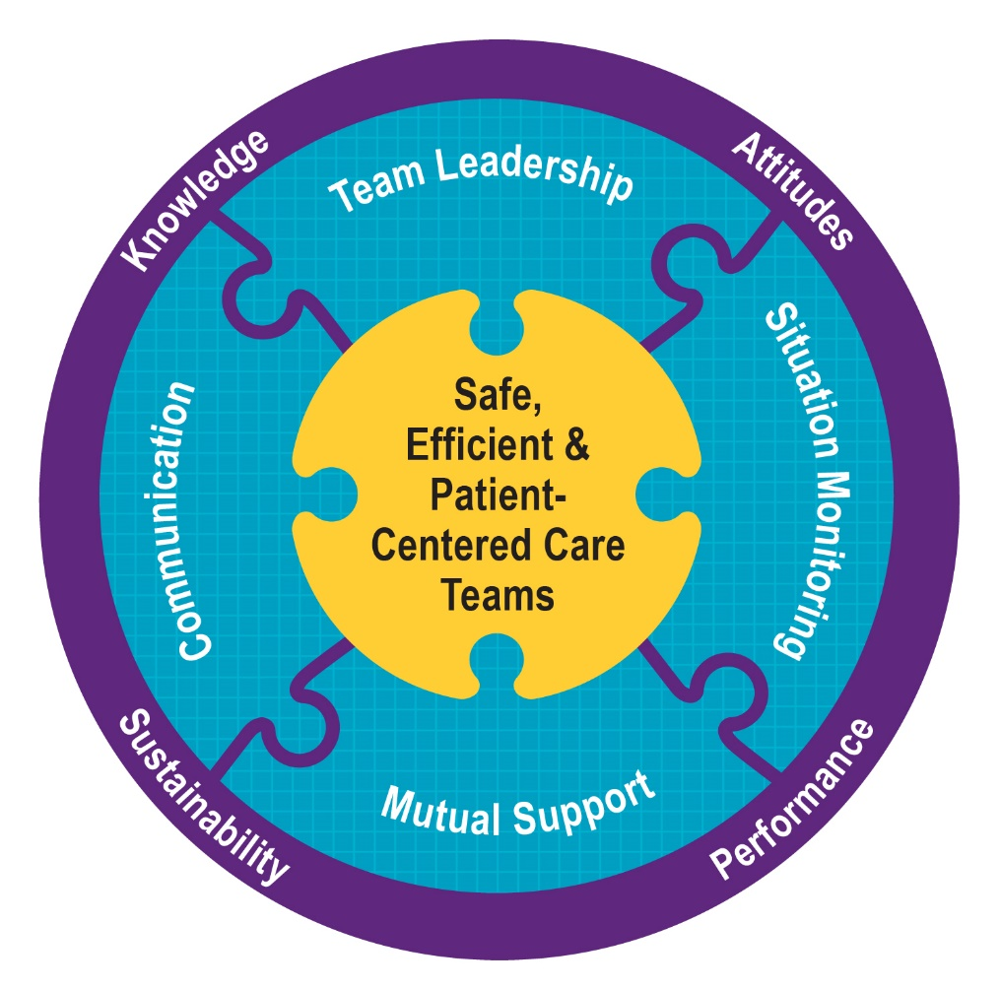 Knowledge
Attitudes
Team Leadership
Situation Monitoring
Communication
Safe,
Efficient &
Patient-
Centered Care
Teams
Mutual Support
Sustainability
Performance